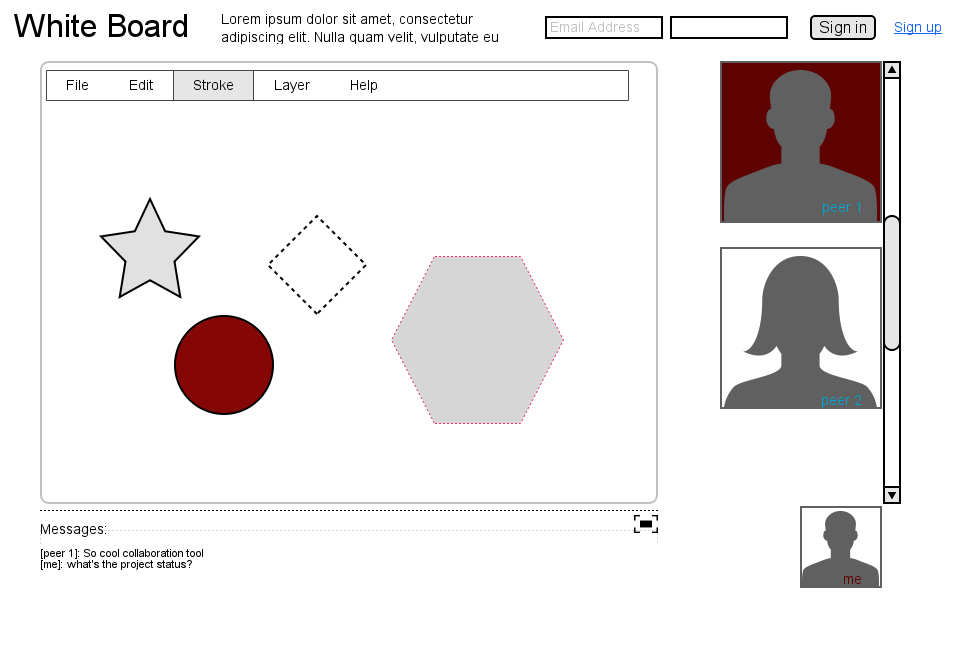 White Board
Lorem ipsum dolor sit amet, consectetur
adipiscing elit. Nulla quam velit, vulputate eu
Email Address
Sign in
Sign up
File Edit Stroke Layer Help
peer 1
peer 2
Messages:
[peer 1]: So cool collaboration tool
[me]: what's the project status?
me